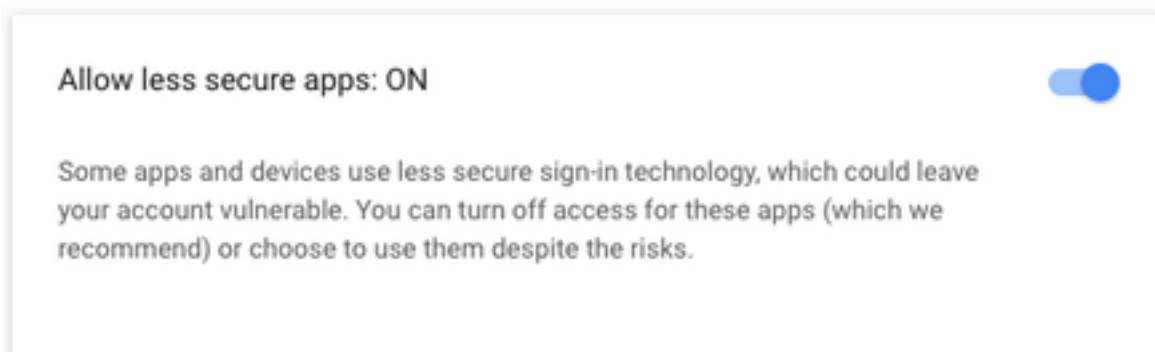 Allow less secure apps: ON
Some apps and devices use less secure sign-in technology, which could leave
your account vulnerable. You can turn off access for these apps (which we
recommend) or choose to use them despite the risks.